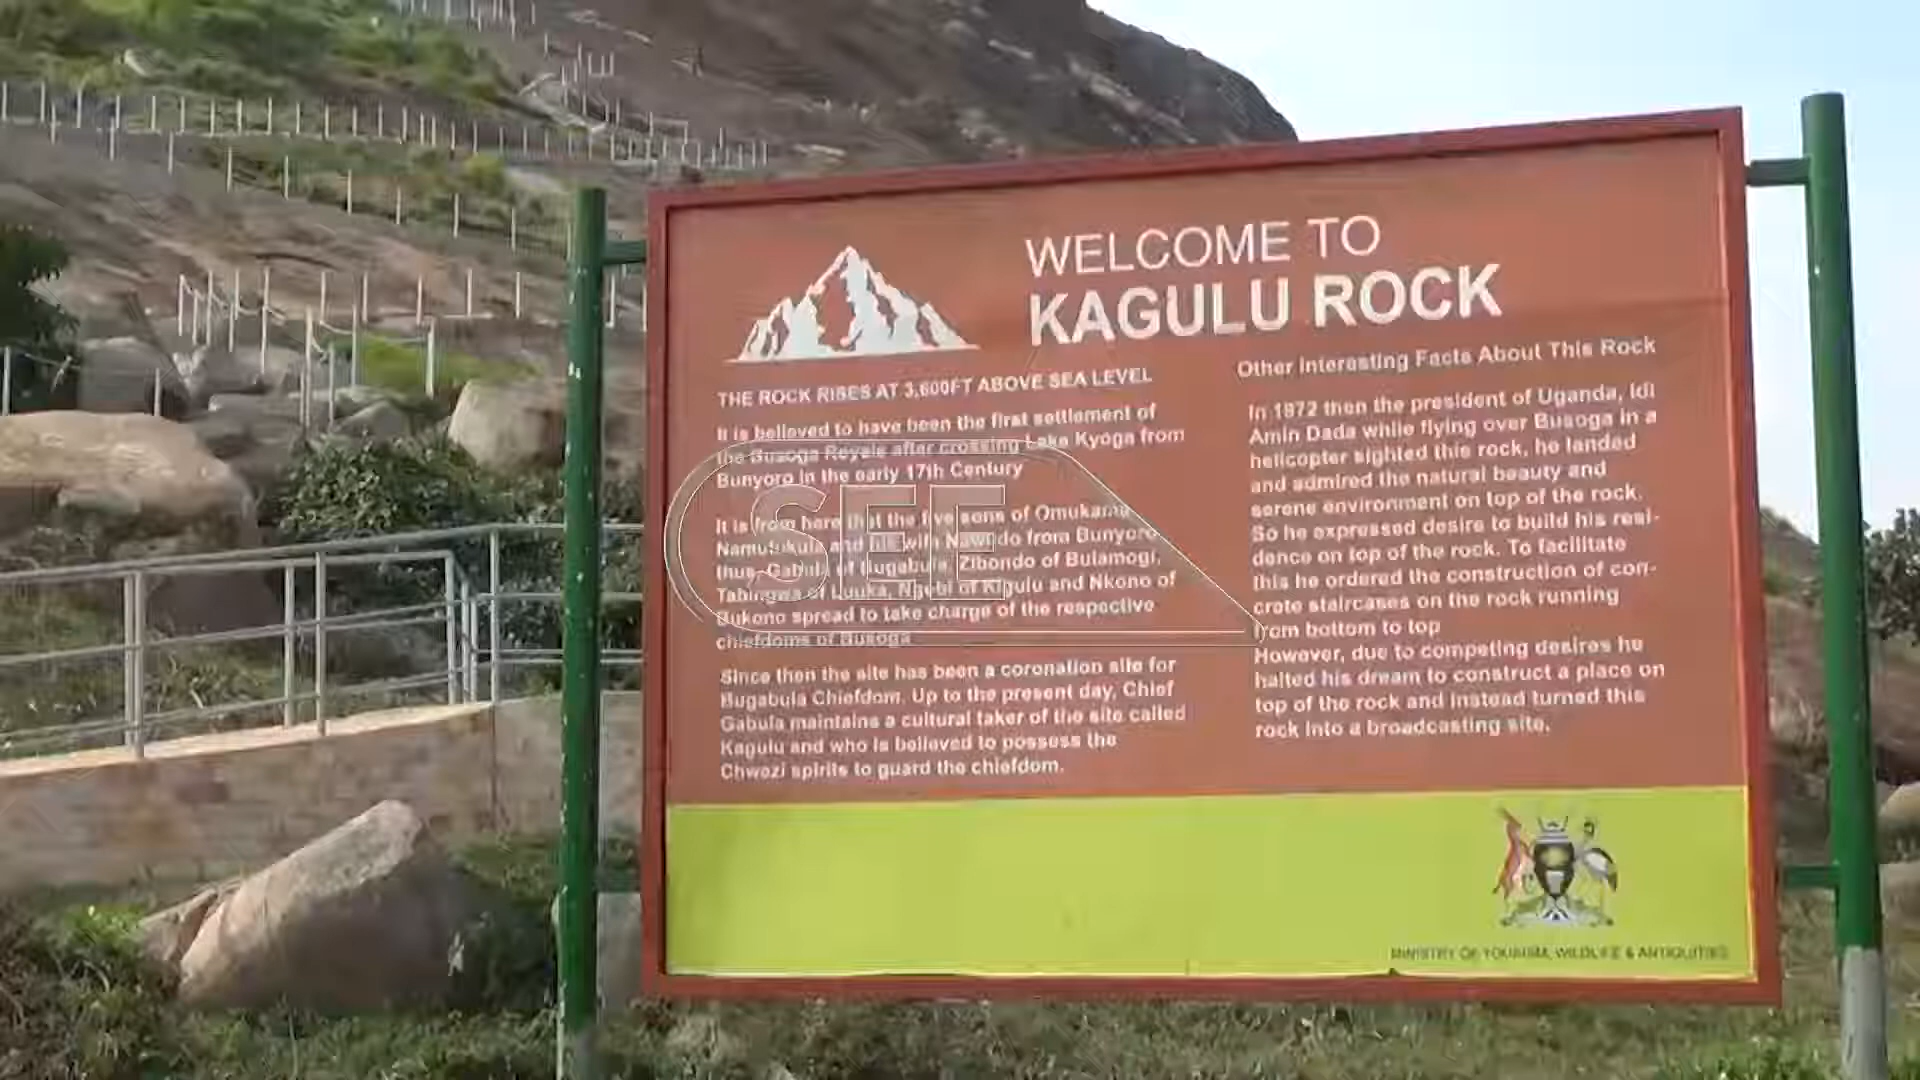 WELCOME TO
KAGULU ROCK
THE ROCK RISES AT 3,600FT ABOVE SEA LEVEL
It is believed to have been the first settlement of
the Busoga Royals after crossing Lake Kyoga from
Bunyoro in the early 17th Century
It is from here that the five sons of Omukama
Namutukula and his wife Nawudo from Bunyoro,
thus, Gabula of Bugabula, Zibondo of Bulamogi,
Tabingwa of Luuka, Ngobi of Kigulu and Nkono of
Bukono spread to take charge of the respective
chiefdoms of Busoga
Since then the site has been a coronation site for
Bugabula Chiefdom. Up to the present day, Chief
Gabula maintains a cultural taker of the site called
Kagulu and who is believed to possess the
Chwezi spirits to guard the chiefdom.
Other Interesting Facts About This Rock
In 1972 then the president of Uganda, Idi
Amin Dada while flying over Busoga in a
helicopter sighted this rock, he landed
and admired the natural beauty and
serene environment on top of the rock.
So he expressed desire to build his resi-
dence on top of the rock. To facilitate
this he ordered the construction of con-
crete staircases on the rock running
from bottom to top
However, due to competing desires he
halted his dream to construct a place on
top of the rock and instead turned this
rock into a broadcasting site.
MINISTRY OF TOURISM, WILDLIFE & ANTIQUITIES
SEE